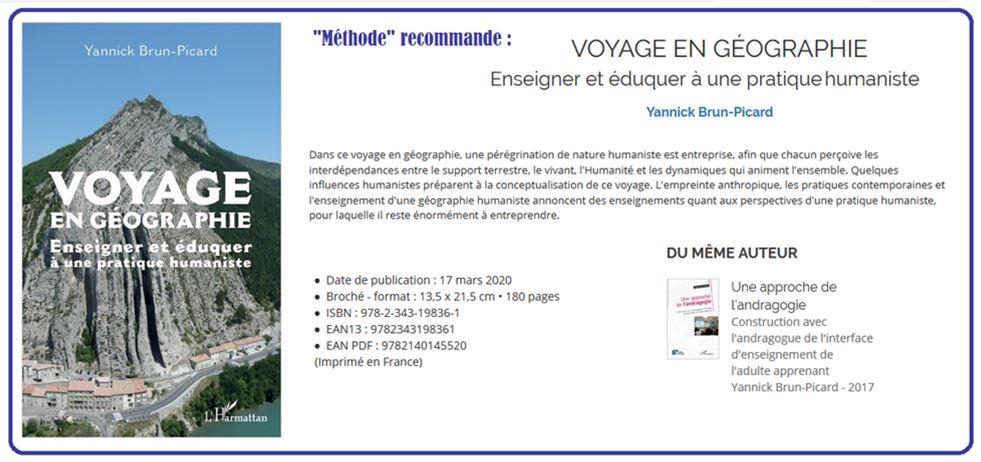 Yannick Brun-Picard
VOYAGE
EN GÉOGRAPHIE
Enseigner et éduquer
à une pratique humaniste
L'Harmattan
"Méthode" recommande :
VOYAGE EN GÉOGRAPHIE
Enseigner et éduquer à une pratique humaniste
Yannick Brun-Picard
Dans ce voyage en géographie, une pérégrination de nature humaniste est entreprise, afin que chacun perçoive les
interdépendances entre le support terrestre, le vivant, l'Humanité et les dynamiques qui animent l'ensemble. Quelques
influences humanistes préparent à la conceptualisation de ce voyage. L'empreinte anthropique, les pratiques contemporaines et
l'enseignement d'une géographie humaniste annoncent des enseignements quant aux perspectives d'une pratique humaniste,
pour laquelle il reste énormément à entreprendre.
• Date de publication : 17 mars 2020
• Broché - format : 13,5 x 21,5 cm • 180 pages
• ISBN : 978-2-343-19836-1
• EAN13 : 9782343198361
• EAN PDF : 9782140145520
(Imprimé en France)
DU MÊME AUTEUR
Une approche
de l'andragogie
Une approche de
l'andragogie
Construction avec
l'andragogue de l'interface
d'enseignement de
l'adulte apprenant
Yannick Brun-Picard - 2017